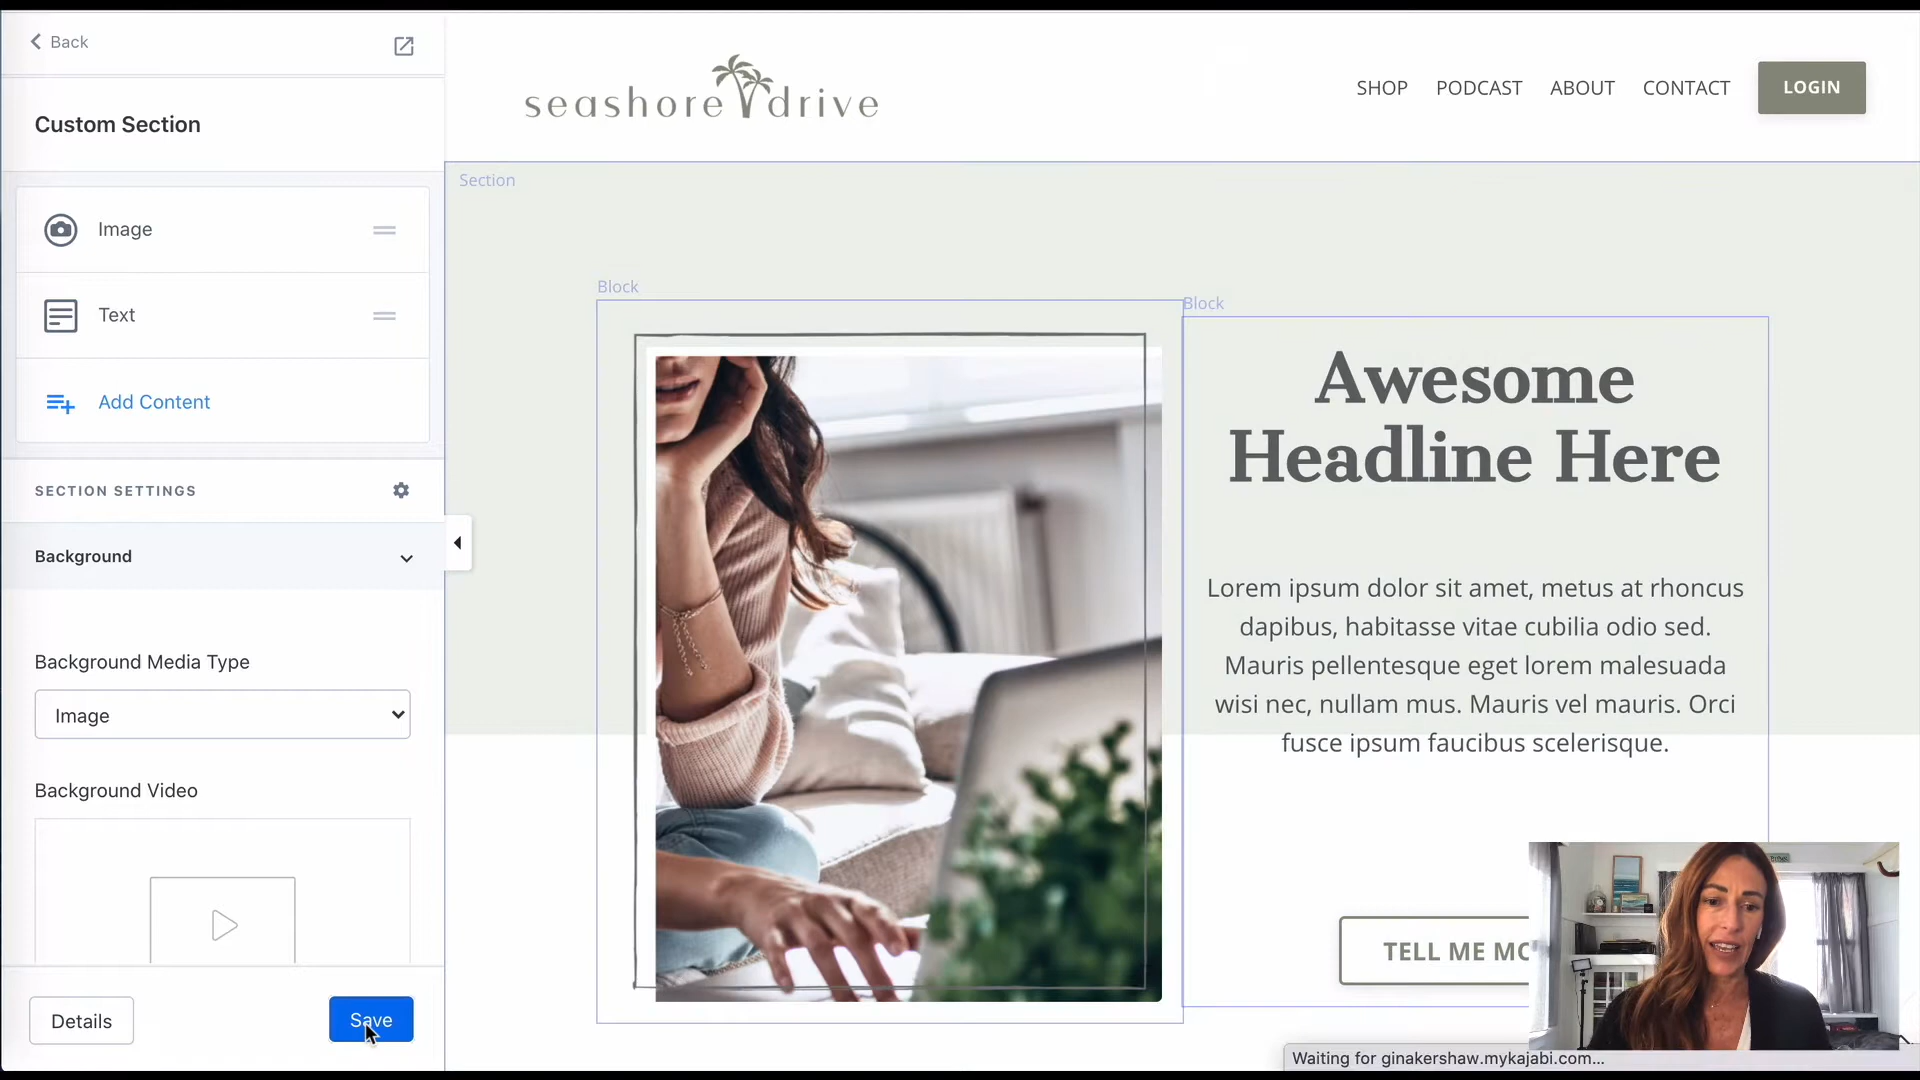 Back
Custom Section
Image
Text
Add Content
SECTION SETTINGS
Background
Background Media Type
Image
Background Video
Details
Save
seashore drive
SHOP
PODCAST
ABOUT
CONTACT
LOGIN
Section
Block
Block
Awesome
Headline Here
Lorem ipsum dolor sit amet, metus at rhoncus
dapibus, habitasse vitae cubilia odio sed.
Mauris pellentesque eget lorem malesuada
wisi nec, nullam mus. Mauris vel mauris. Orci
fusce ipsum faucibus scelerisque.
TELL ME MO
Waiting for ginakershaw.mykajabi.com...